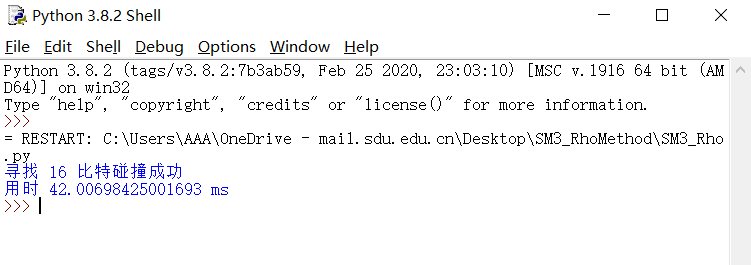 Python 3.8.2 Shell
File Edit Shell Debug Options Window Help
Python 3.8.2 (tags/v3.8.2:7b3ab59, Feb 25 2020, 23:03:10) [MSC v.1916 64 bit (AM
D64)] on win32
Type "help", "copyright", "credits" or "license()" for more information.
>>>
= RESTART: C:\Users\AAA\OneDrive - mail.sdu.edu.cn\Desktop\SM3_RhoMethod\SM3_Rho
.py
寻找 16 比特碰撞成功
用时 42.00698425001693 ms
>>>